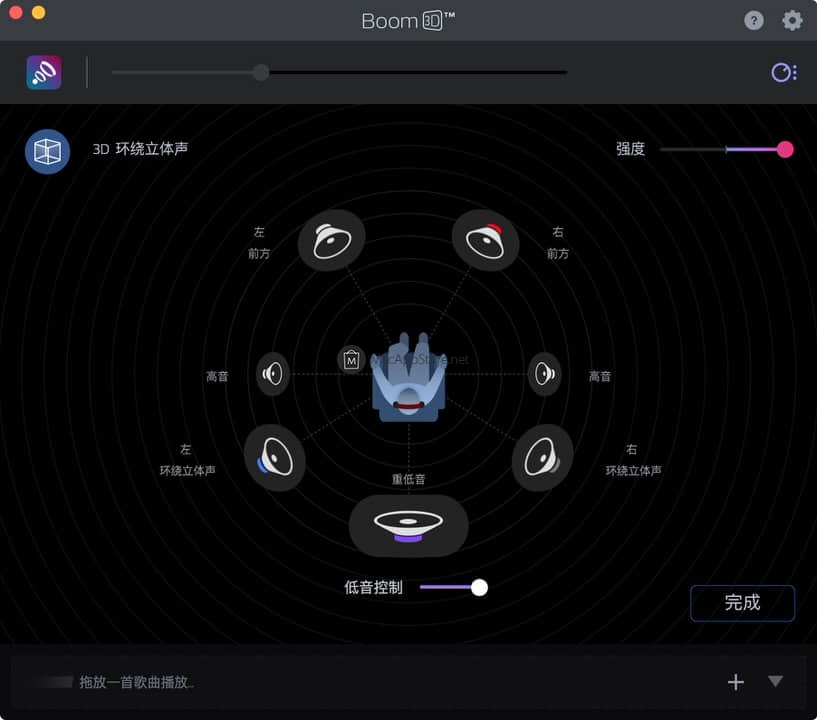 Boom 3D™
?
3D 环绕立体声
强度
左
前方
右
前方
M
MacAppStore.net
高音
高音
左
环绕立体声
右
环绕立体声
重低音
低音控制
完成
拖放一首歌曲播放..